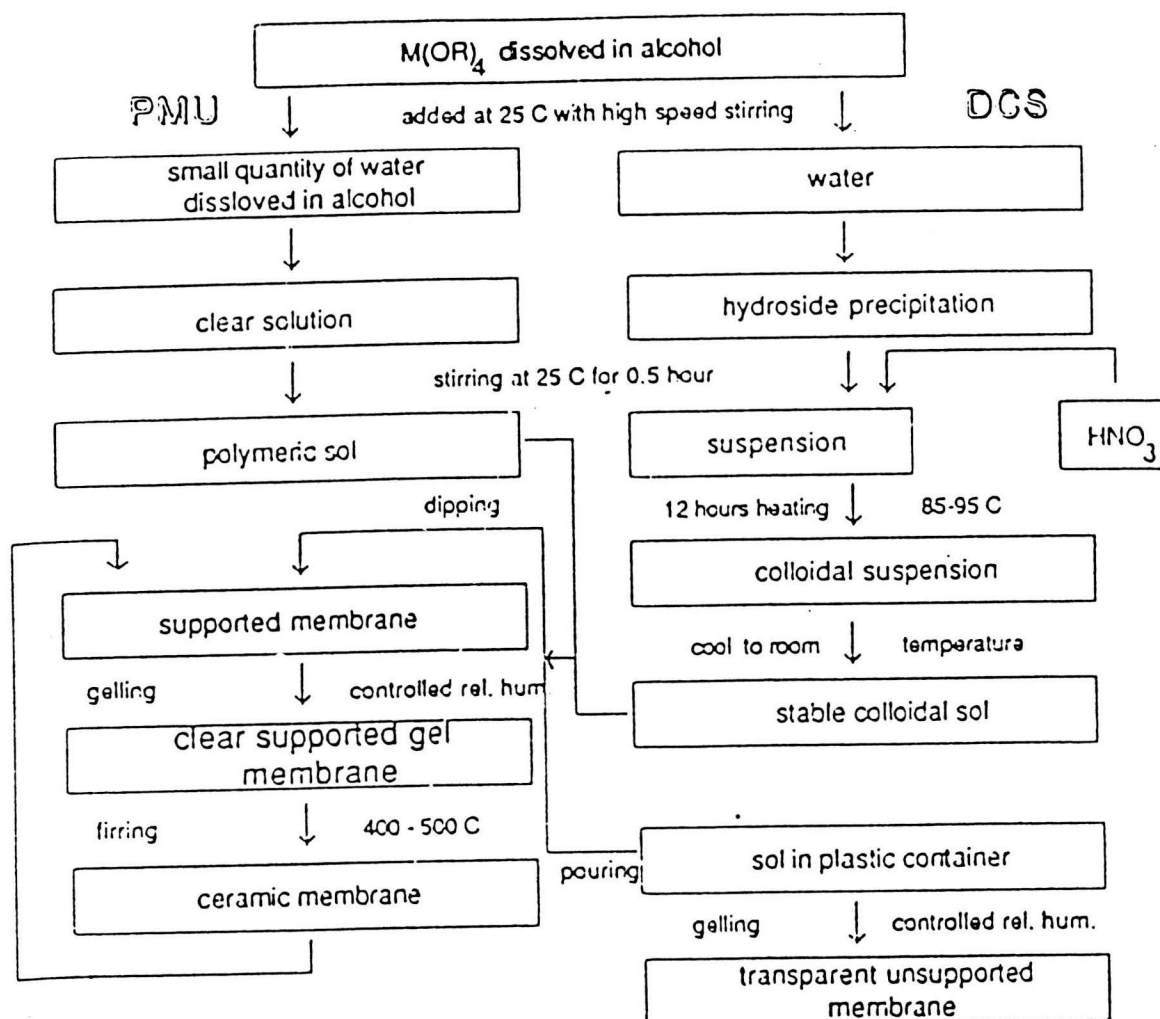 M(OR)4 dissolved in alcohol
PMU
added at 25 C with high speed stirring
DCS
small quantity of water
dissloved in alcohol
water
clear solution
hydroside precipitation
stirring at 25 C for 0.5 hour
polymeric sol
suspension
HNO3
dipping
12 hours heating
85-95 C
colloidal suspension
supported membrane
cool to room
temperature
gelling
controlled rel. hum.
stable colloidal sol
clear supported gel
membrane
firring
400 - 500 C
sol in plastic container
pouring
ceramic membrane
gelling
controlled rel. hum.
transparent unsupported
membrane